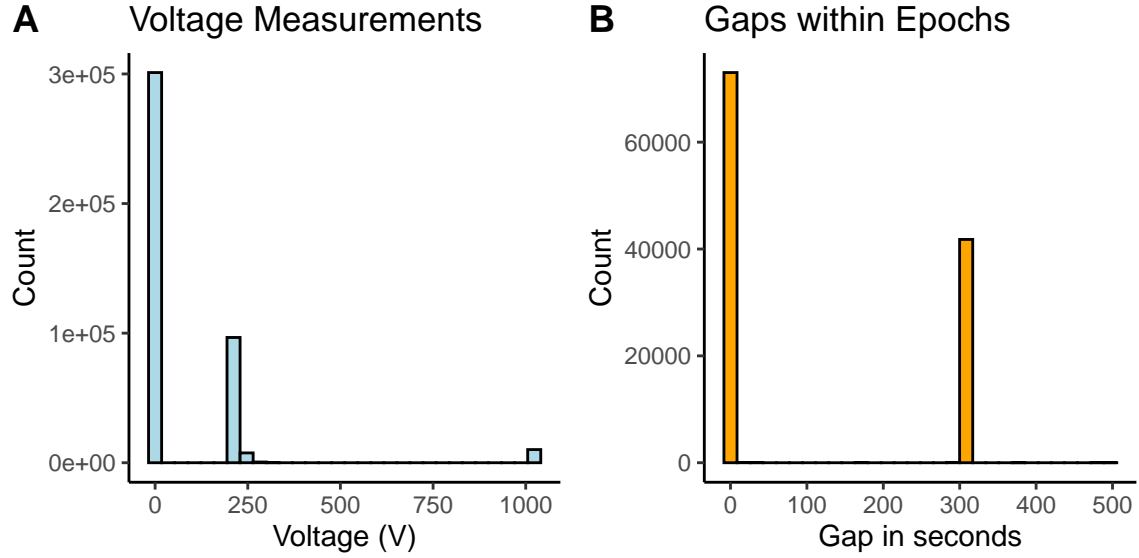 A Voltage Measurements
3e+05
2e+05
1e+05
0e+00
Count
0 250 500 750 1000
Voltage (V)
B Gaps within Epochs
60000
40000
20000
0
Count
0 100 200 300 400 500
Gap in seconds